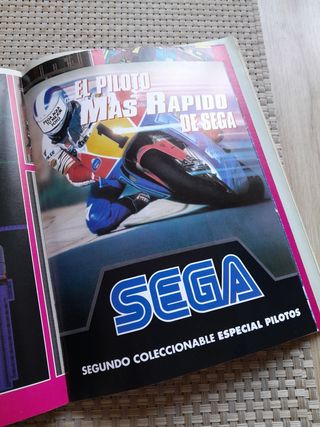 EL PILOTO
MÁS RÁPIDO
DE SEGA
SEGA
SEGUNDO COLECCIONABLE ESPECIAL PILOTOS